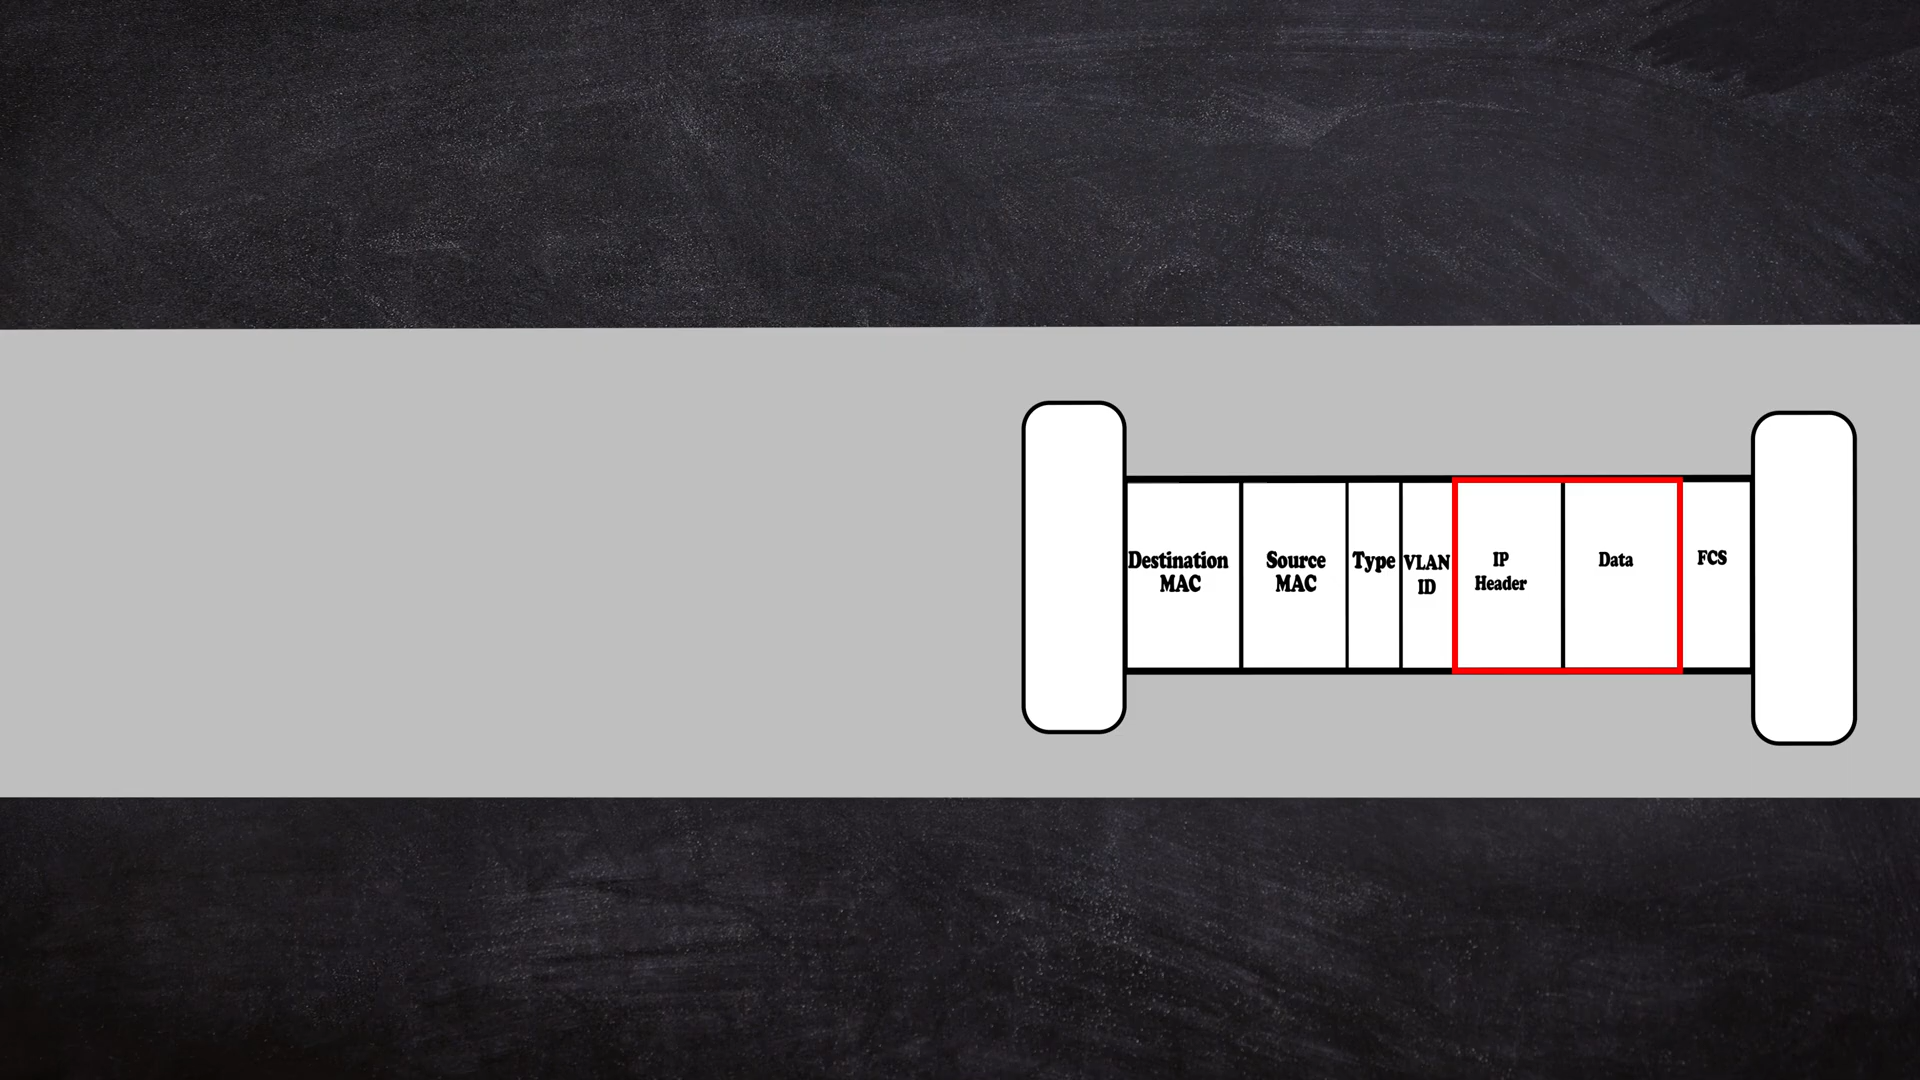 Destination
MAC
Source
MAC
Type
VLAN
ID
IP
Header
Data
FCS